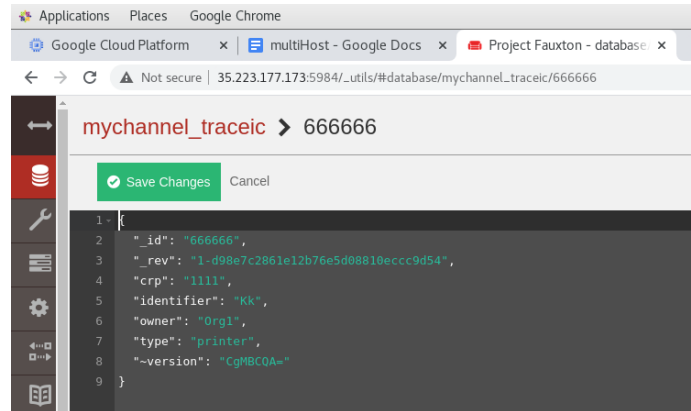 Applications Places Google Chrome
Google Cloud Platform × multiHost - Google Docs × Project Fauxton - database ×
Not secure | 35.223.177.173:5984/_utils/#database/mychannel_traceic/666666
mychannel_traceic > 666666
Save Changes Cancel
1 {
2 "_id": "666666",
3 "_rev": "1-d98e7c2861e12b76e5d08810eccc9d54",
4 "crp": "1111",
5 "identifier": "Kk",
6 "owner": "Org1",
7 "type": "printer",
8 "~version": "CgMBCQA="
9 }